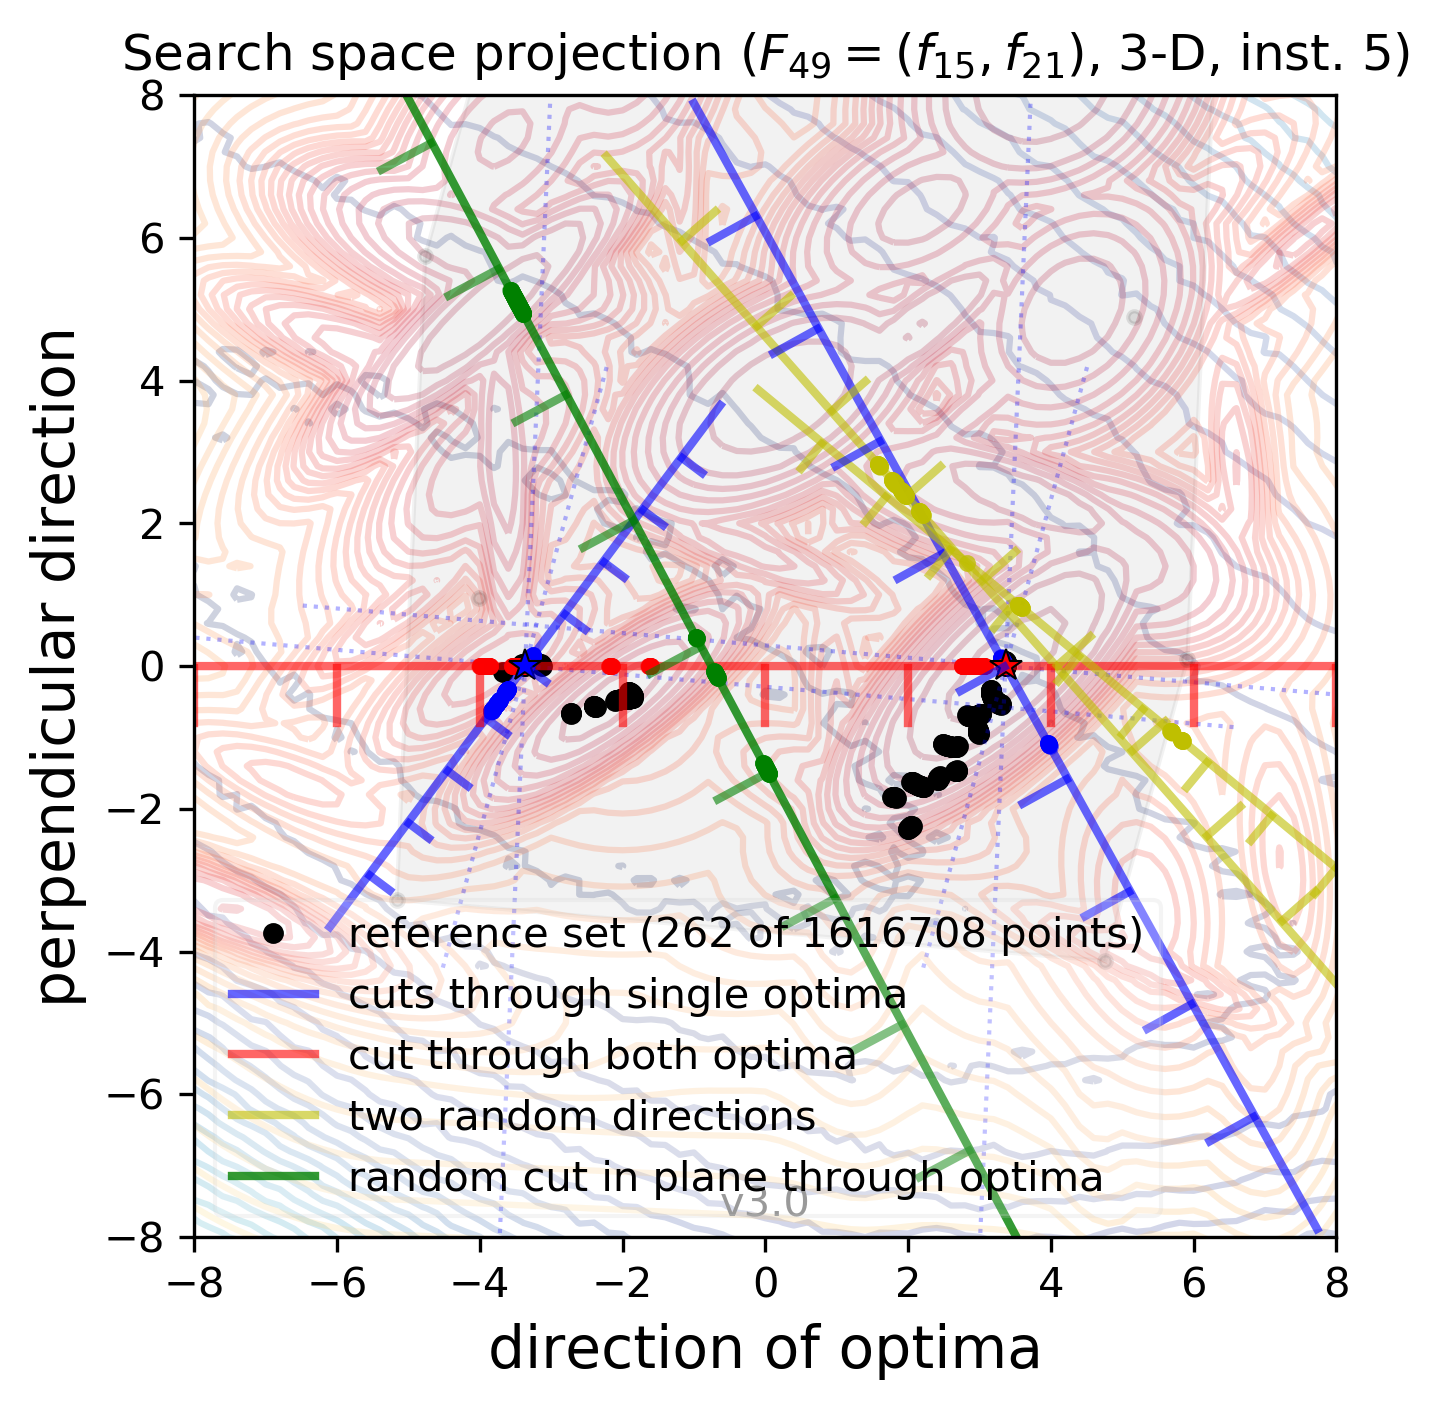 Search space projection (F₄₉ = (f₁₅, f₂₁), 3-D, inst. 5)
perpendicular direction
8
6
4
2
0
−2
−4
−6
−8
reference set (262 of 1616708 points)
cuts through single optima
cut through both optima
two random directions
random cut in plane through optima
v3.0
−8 −6 −4 −2 0 2 4 6 8
direction of optima